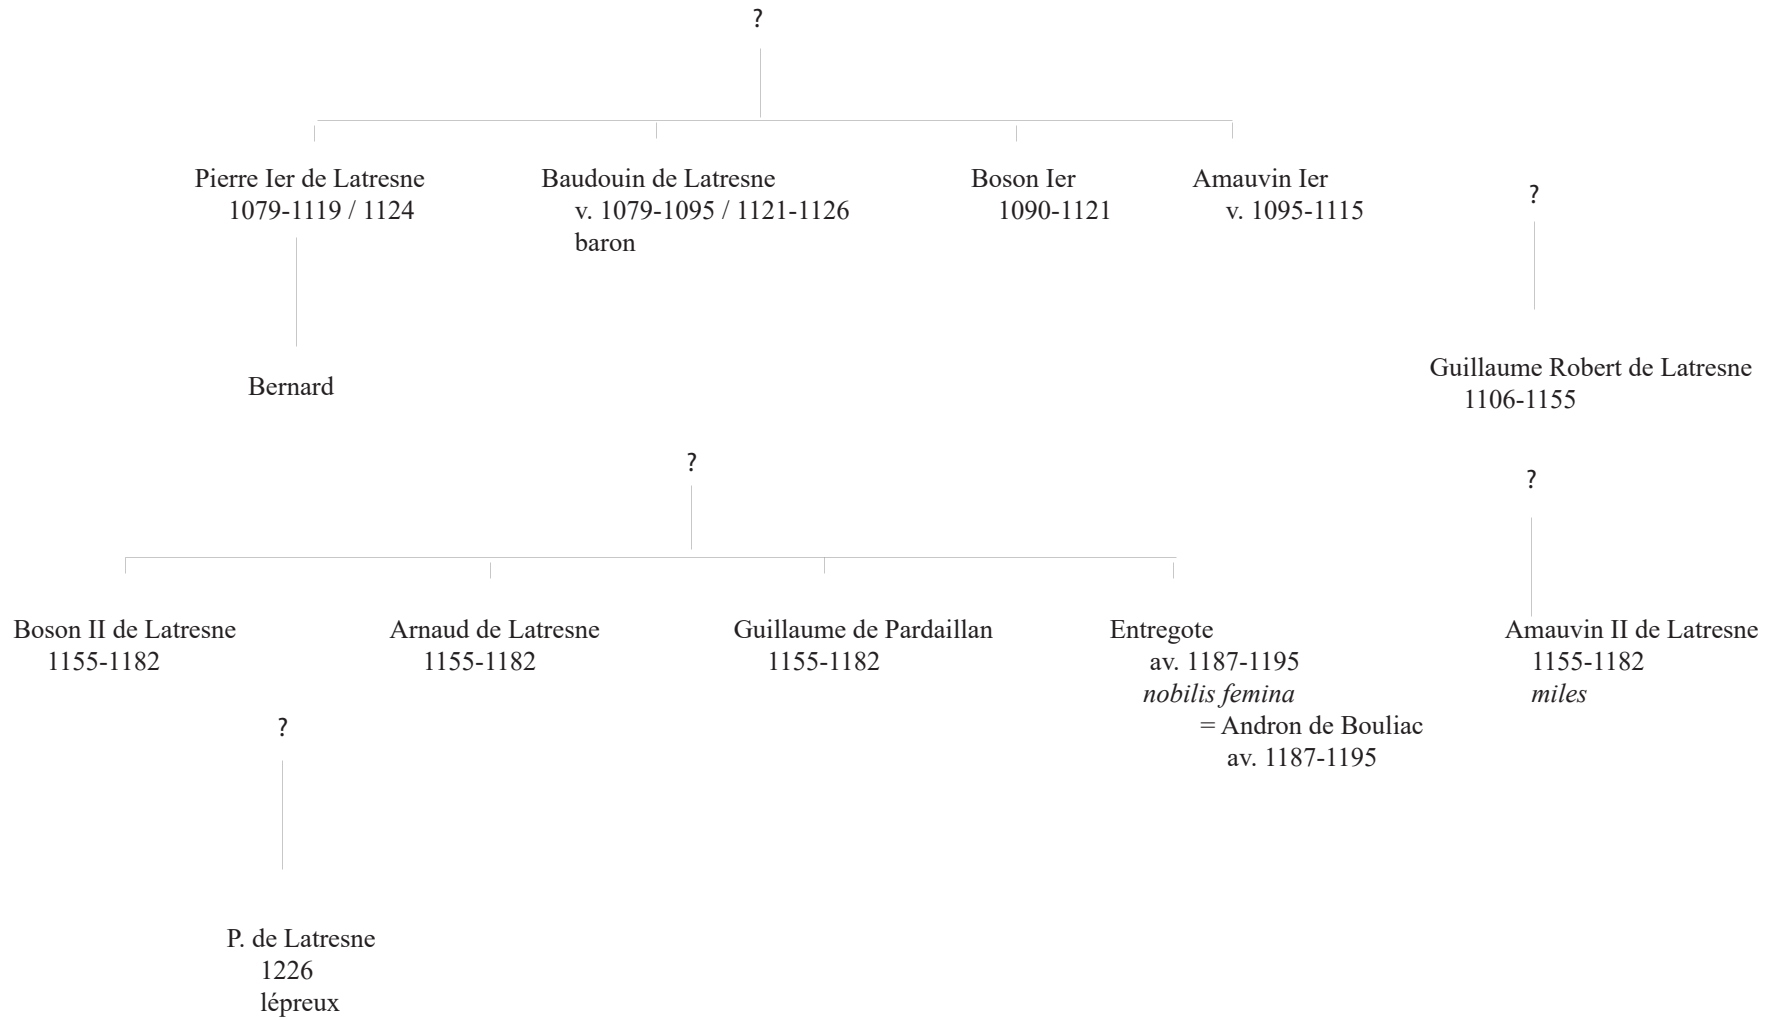 ?
Pierre Ier de Latresne
1079-1119 / 1124
Baudouin de Latresne
v. 1079-1095 / 1121-1126
baron
Boson Ier
1090-1121
Amauvin Ier
v. 1095-1115
?
Guillaume Robert de Latresne
1106-1155
Bernard
?
?
Boson II de Latresne
1155-1182
Arnaud de Latresne
1155-1182
Guillaume de Pardaillan
1155-1182
Entregote
av. 1187-1195
nobilis femina
= Andron de Bouliac
av. 1187-1195
Amauvin II de Latresne
1155-1182
miles
?
P. de Latresne
1226
lépreux